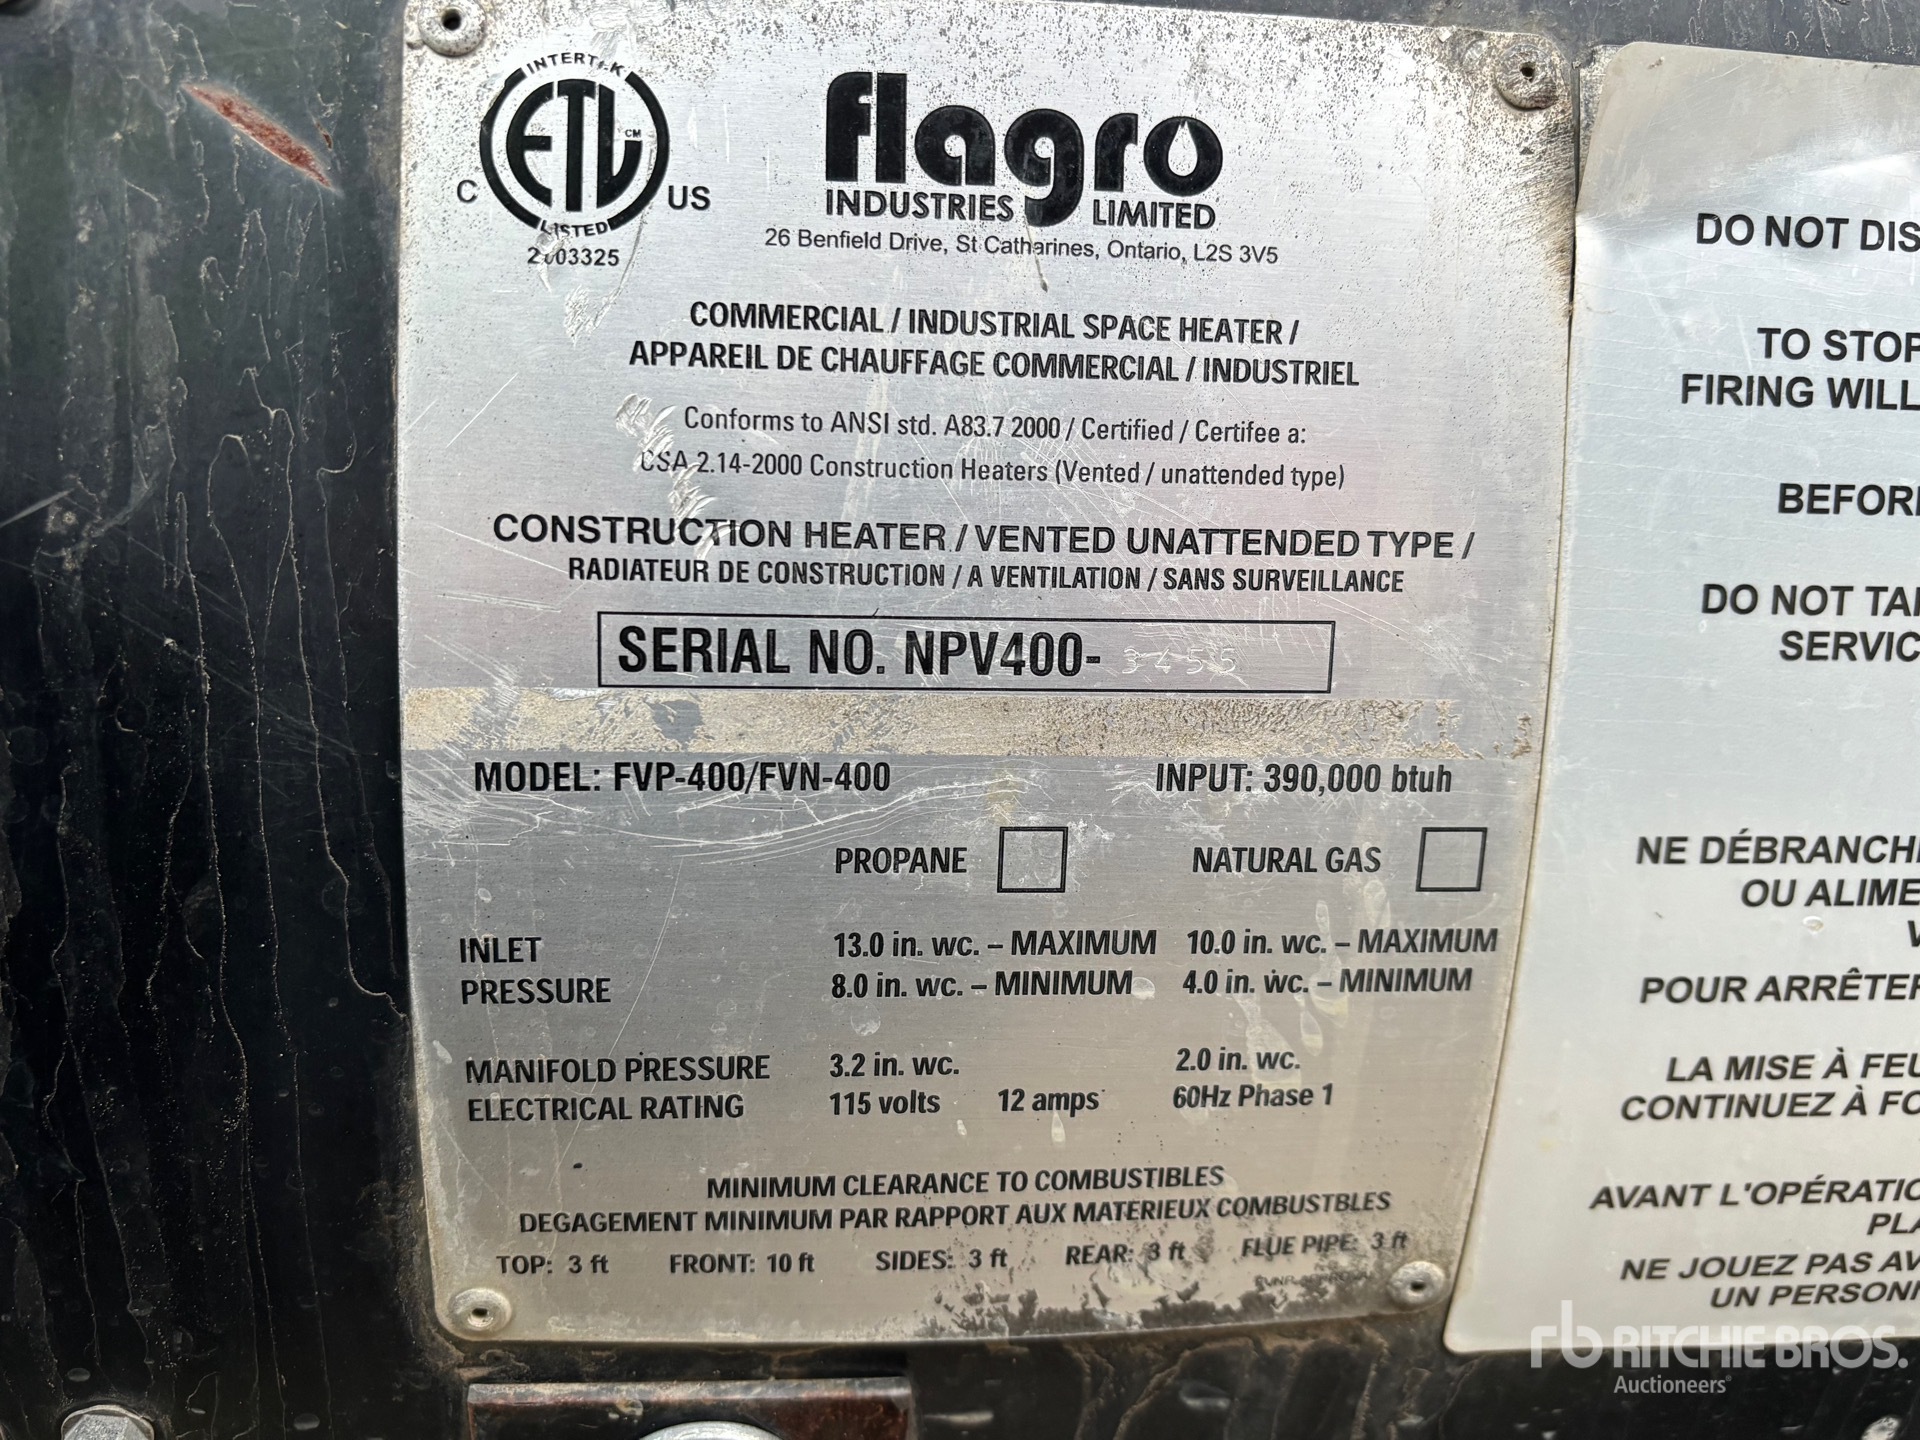 INTERTEK
ETL CM
C US
LISTED
2003325
flagro
INDUSTRIES LIMITED
26 Benfield Drive, St Catharines, Ontario, L2S 3V5
COMMERCIAL / INDUSTRIAL SPACE HEATER /
APPAREIL DE CHAUFFAGE COMMERCIAL / INDUSTRIEL
Conforms to ANSI std. A83.7 2000 / Certified / Certifee a:
CSA 2.14-2000 Construction Heaters (Vented / unattended type)
CONSTRUCTION HEATER / VENTED UNATTENDED TYPE /
RADIATEUR DE CONSTRUCTION / A VENTILATION / SANS SURVEILLANCE
SERIAL NO. NPV400-3455
MODEL: FVP-400/FVN-400 INPUT: 390,000 btuh
PROPANE NATURAL GAS
INLET 13.0 in. wc. – MAXIMUM 10.0 in. wc. – MAXIMUM
PRESSURE 8.0 in. wc. – MINIMUM 4.0 in. wc. – MINIMUM
MANIFOLD PRESSURE 3.2 in. wc. 2.0 in. wc.
ELECTRICAL RATING 115 volts 12 amps 60Hz Phase 1
MINIMUM CLEARANCE TO COMBUSTIBLES
DEGAGEMENT MINIMUM PAR RAPPORT AUX MATERIEUX COMBUSTBLES
TOP: 3 ft FRONT: 10 ft SIDES: 3 ft REAR: 3 ft FLUE PIPE: 3 ft
DO NOT DIS
TO STOP
FIRING WILL
BEFOR
DO NOT TA
SERVIC
NE DÉBRANCH
OU ALIME
V
POUR ARRÊTER
LA MISE À FEU
CONTINUEZ À FO
AVANT L'OPÉRATIO
PLA
NE JOUEZ PAS AV
UN PERSONN
rb RITCHIE BROS.
Auctioneers